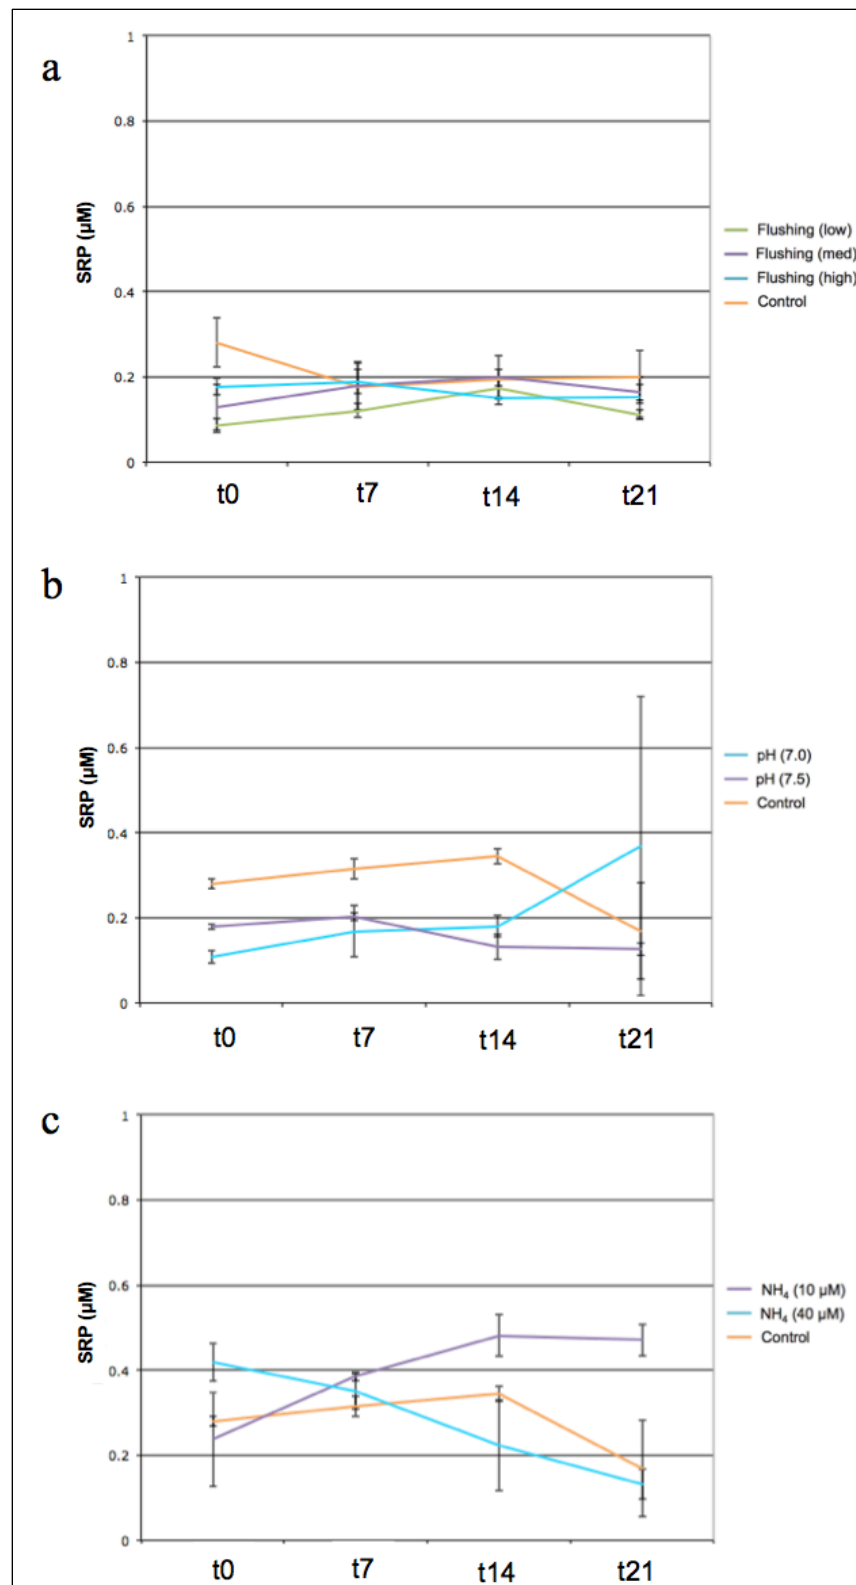 a
1
0.8
0.6
0.4
0.2
0
SRP (µM)
t0 t7 t14 t21
Flushing (low)
Flushing (med)
Flushing (high)
Control
b
1
0.8
0.6
0.4
0.2
0
SRP (µM)
t0 t7 t14 t21
pH (7.0)
pH (7.5)
Control
c
1
0.8
0.6
0.4
0.2
0
SRP (µM)
t0 t7 t14 t21
NH₄ (10 µM)
NH₄ (40 µM)
Control